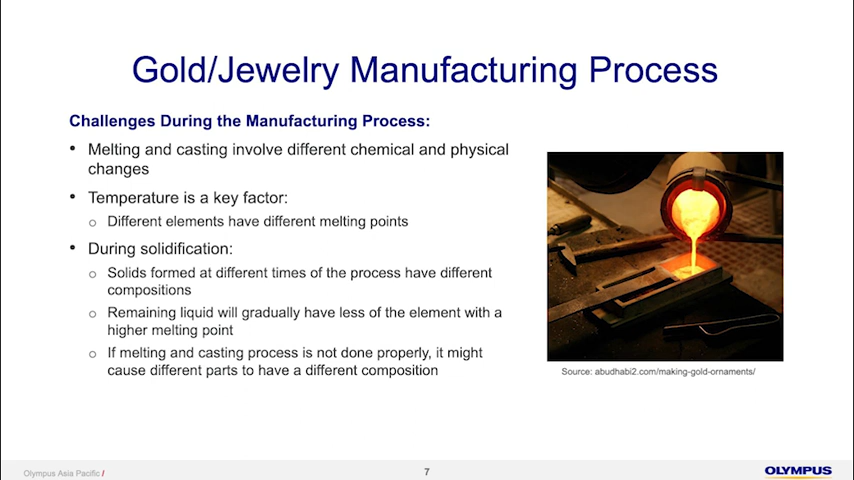 Gold/Jewelry Manufacturing Process
Challenges During the Manufacturing Process:
• Melting and casting involve different chemical and physical
changes
• Temperature is a key factor:
o Different elements have different melting points
• During solidification:
o Solids formed at different times of the process have different
compositions
o Remaining liquid will gradually have less of the element with a
higher melting point
o If melting and casting process is not done properly, it might
cause different parts to have a different composition
Source: abudhabi2.com/making-gold-ornaments/
Olympus Asia Pacific /
7
OLYMPUS